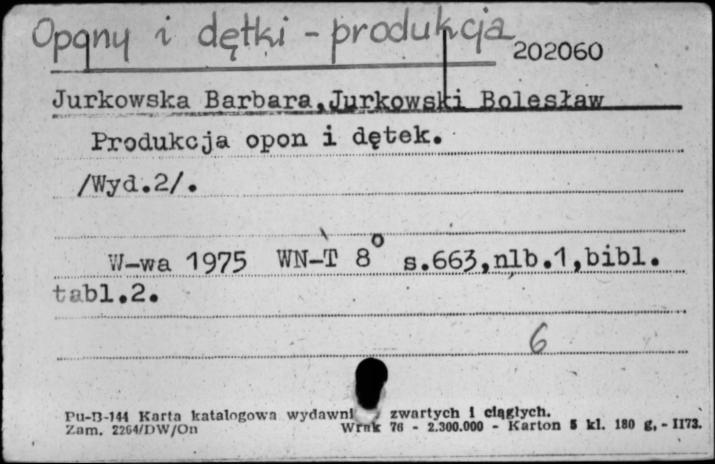 Opony i dętki - produkcja
202060
Jurkowska Barbara, Jurkowski Bolesław
Produkcja opon i dętek.
/Wyd.2/.
W-wa 1975 WN-T 8° s.663,nlb.1,bibl.
tabl.2.
6
Pu-B-144 Karta katalogowa wydawni zwartych i ciągłych.
Zam. 2264/DW/On Wrak 76 - 2.300.000 - Karton 5 kl. 180 g. - 1173.